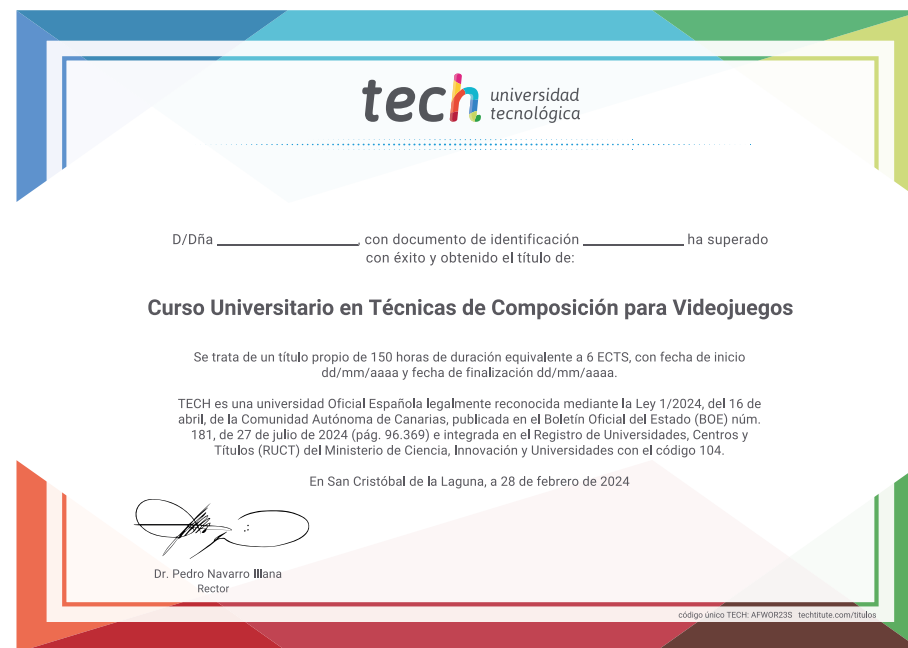 tech universidad
tecnológica
D/Dña ________________, con documento de identificación ____________ ha superado
con éxito y obtenido el título de:
Curso Universitario en Técnicas de Composición para Videojuegos
Se trata de un título propio de 150 horas de duración equivalente a 6 ECTS, con fecha de inicio
dd/mm/aaaa y fecha de finalización dd/mm/aaaa.
TECH es una universidad Oficial Española legalmente reconocida mediante la Ley 1/2024, del 16 de
abril, de la Comunidad Autónoma de Canarias, publicada en el Boletín Oficial del Estado (BOE) núm.
181, de 27 de julio de 2024 (pág. 96.369) e integrada en el Registro de Universidades, Centros y
Títulos (RUCT) del Ministerio de Ciencia, Innovación y Universidades con el código 104.
En San Cristóbal de la Laguna, a 28 de febrero de 2024
Dr. Pedro Navarro Illana
Rector
código único TECH: AFWOR23S techtitute.com/titulos